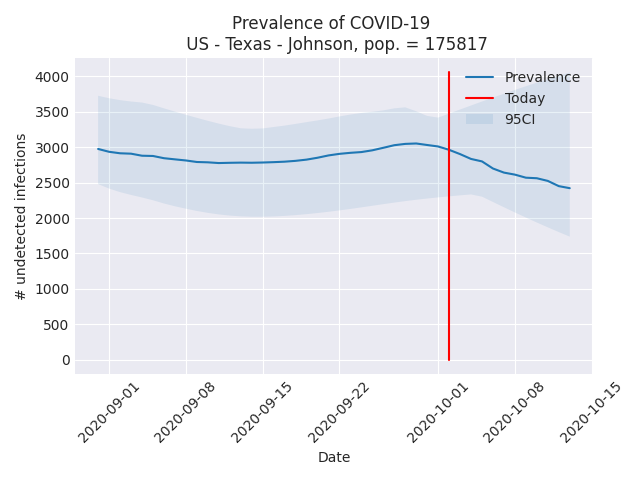 Prevalence of COVID-19
US - Texas - Johnson, pop. = 175817
Prevalence
Today
95CI
4000
3500
3000
2500
2000
1500
1000
500
0
# undetected infections
2020-09-01
2020-09-08
2020-09-15
2020-09-22
2020-10-01
2020-10-08
2020-10-15
Date